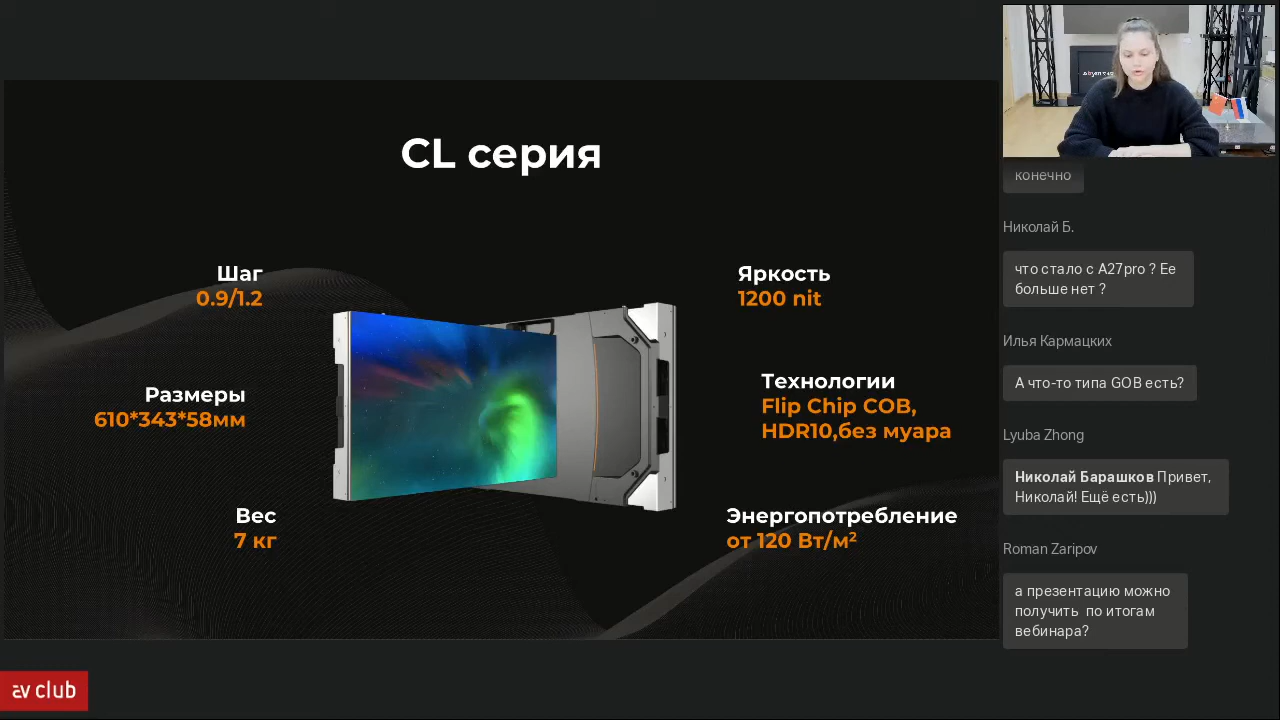 CL серия
Шаг
0.9/1.2
Размеры
610*343*58мм
Вес
7 кг
Яркость
1200 nit
Технологии
Flip Chip COB,
HDR10,без муара
Энергопотребление
от 120 Вт/м²
av club
конечно
Николай Б.
что стало с A27pro ? Ее
больше нет ?
Илья Кармацких
А что-то типа GOB есть?
Lyuba Zhong
Николай Барашков Привет,
Николай! Ещё есть)))
Roman Zaripov
а презентацию можно
получить по итогам
вебинара?